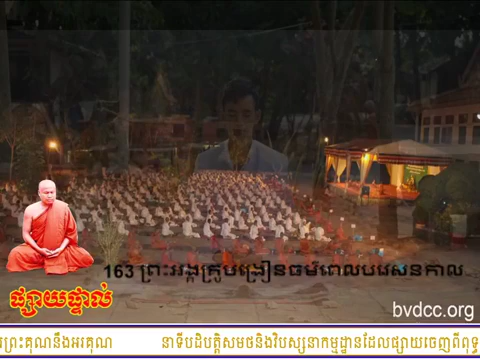 163 ព្រះអង្គគ្រូបង្រៀនធម៌ពេលបរេសនកាល
ផ្សាយផ្ទាល់
bvdcc.org
រព្រះគុណនឹងអរគុណ នាទីបដិបត្តិសមថនិងវិបស្សនាកម្មដ្ឋានដែលផ្សាយចេញពីពុទ្ធ